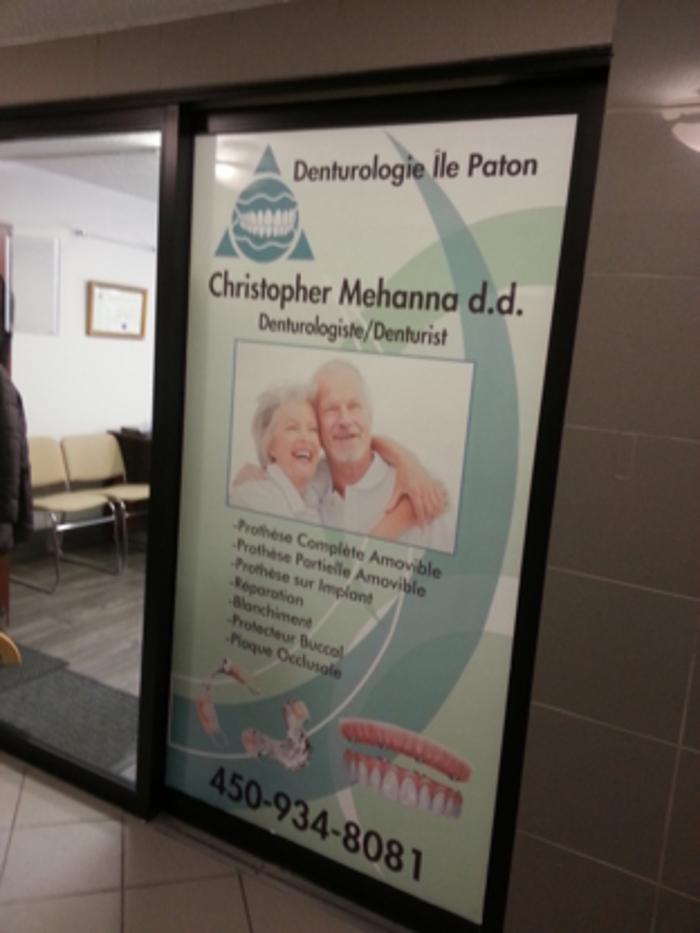 Denturologie Île Paton
Christopher Mehanna d.d.
Denturologiste/Denturist
-Prothèse Complète Amovible
-Prothèse Partielle Amovible
-Prothèse sur Implant
-Réparation
-Blanchiment
-Protecteur Buccal
-Plaque Occlusale
450-934-8081